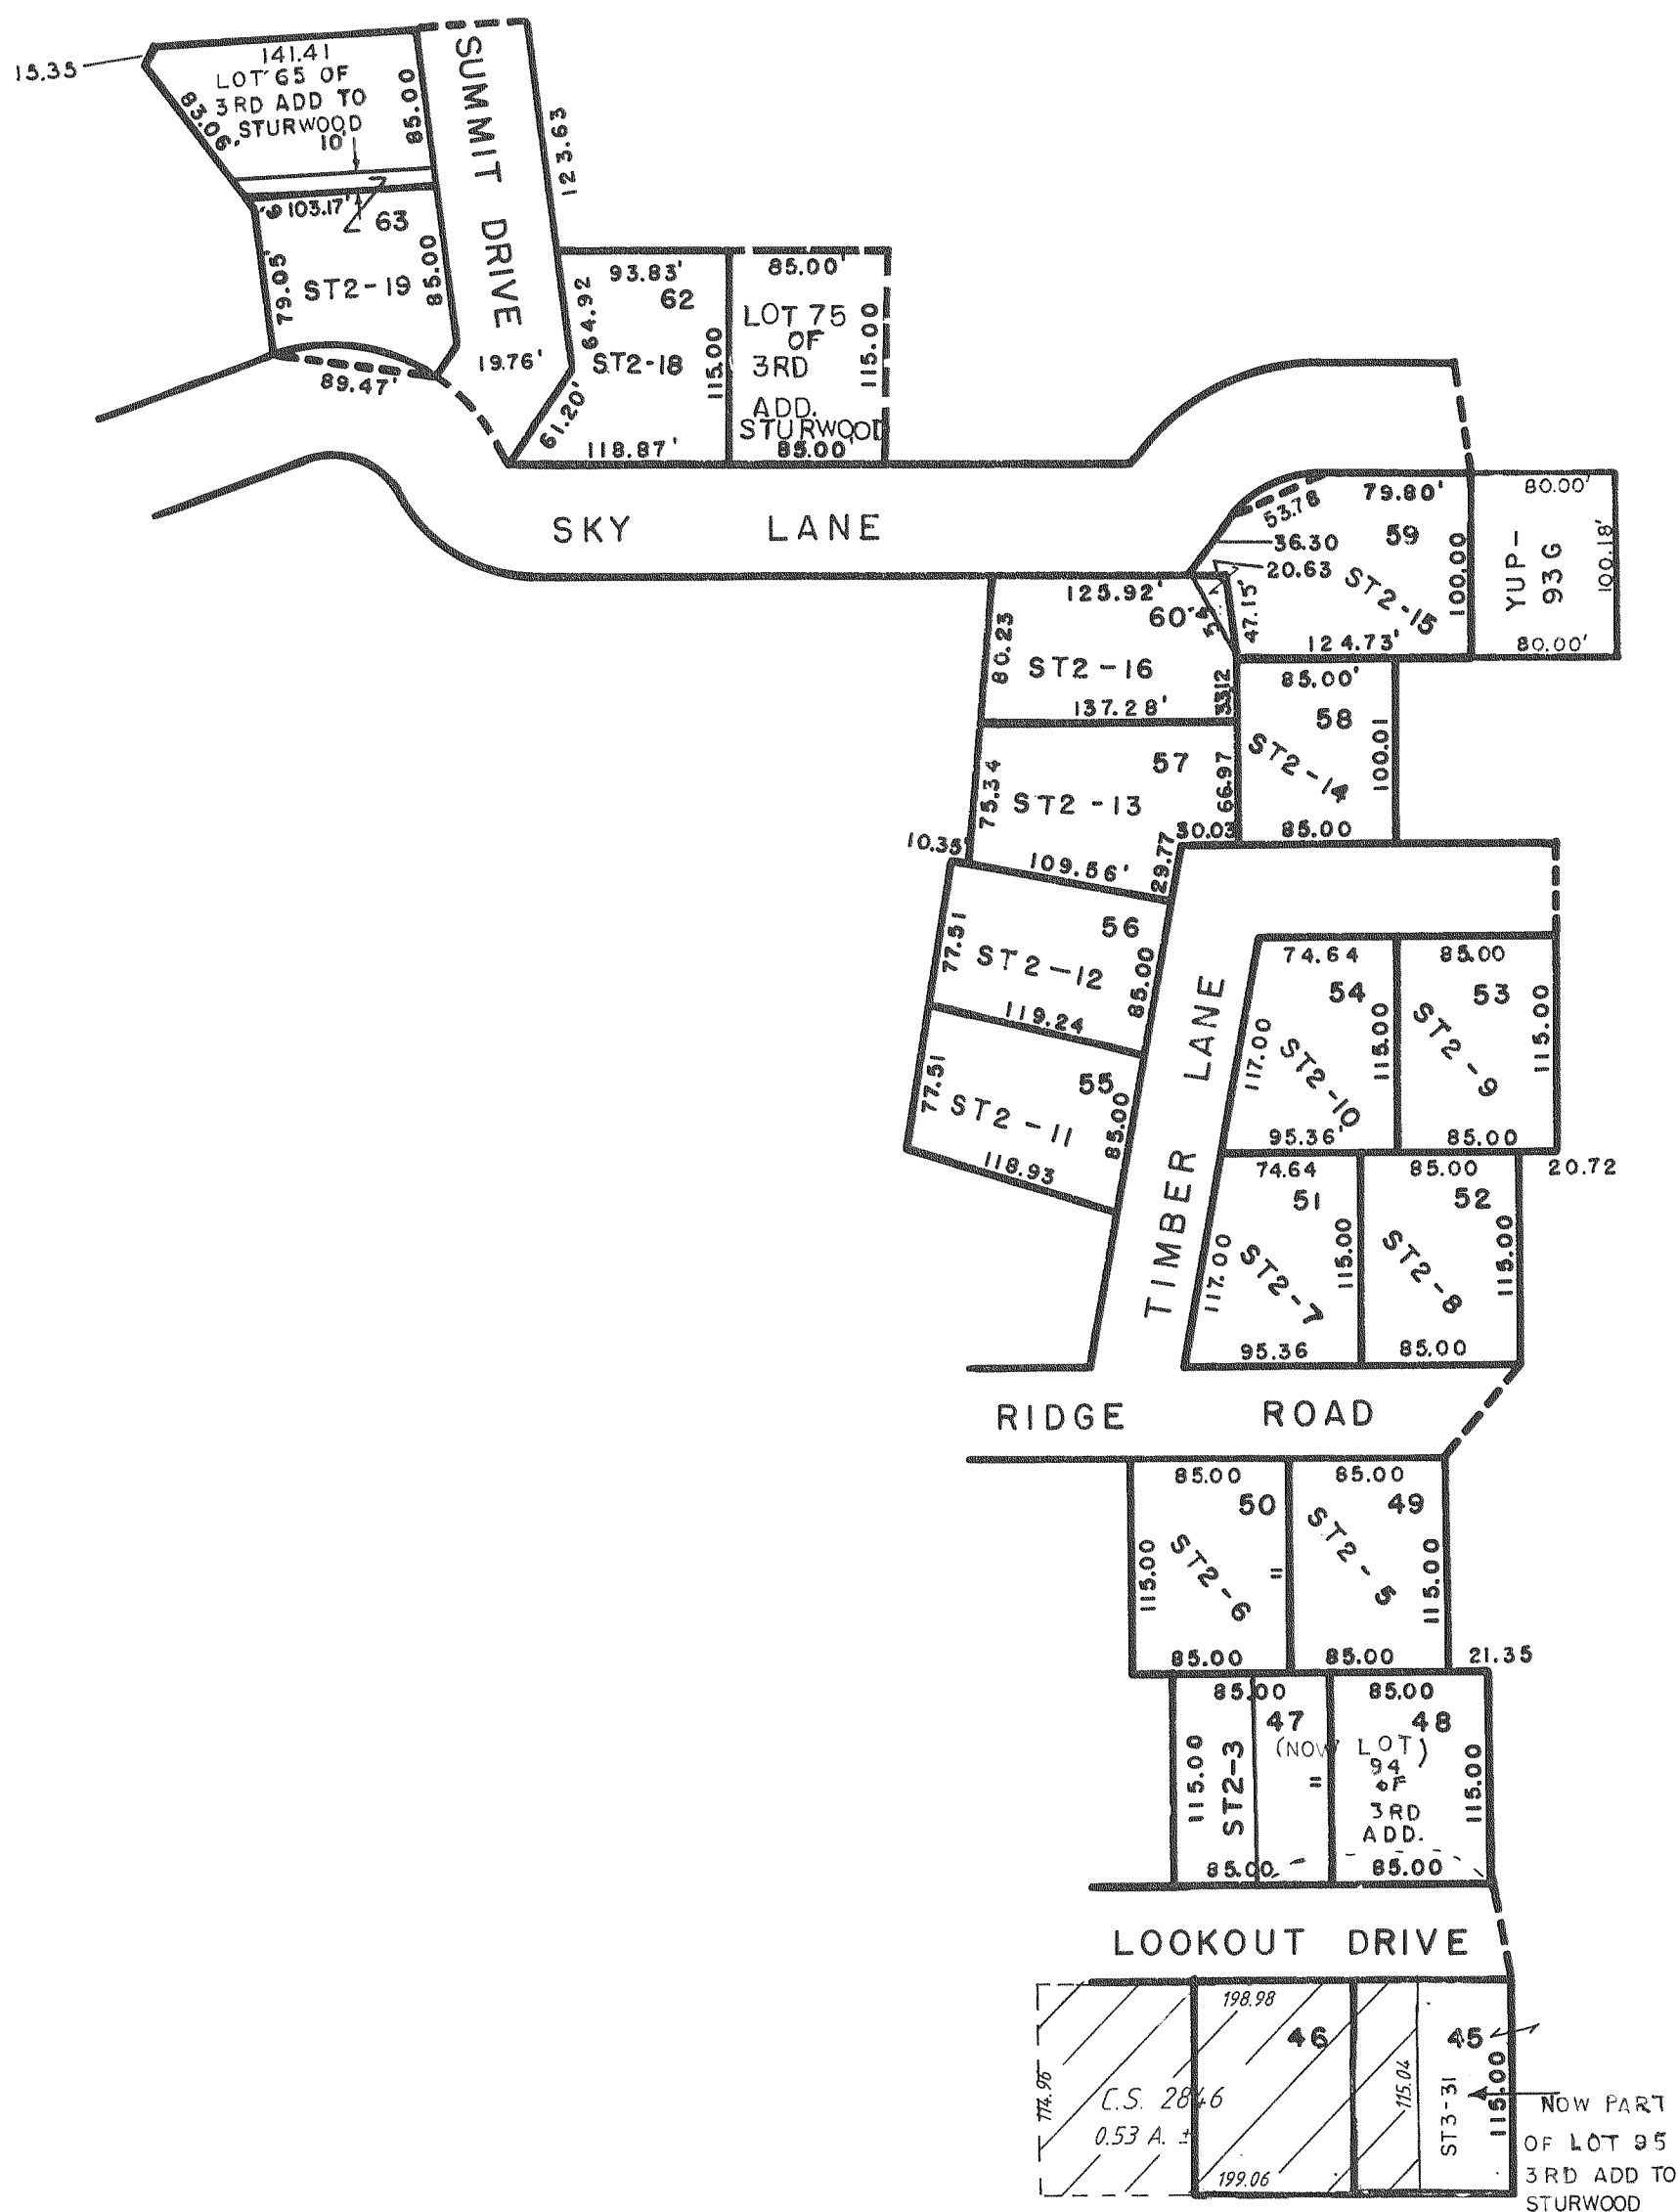 15.35
141.41
LOT 65 OF
3RD ADD TO
STURWOOD
10'
83.06'
85.00
SUMMIT DRIVE
123.63
103.17'
63
79.05'
ST2-19
85.00
89.47'
19.76'
93.83'
62
64.92
ST2-18
115.00
61.20'
118.87'
85.00'
LOT 75
OF
3RD
ADD.
STURWOOD
85.00'
115.00
SKY LANE
53.78
79.80'
59
36.30
20.63
ST2-15
100.00
47.15'
124.73'
80.00'
YUP-
93G
100.18'
80.00'
125.92'
60
80.23
ST2-16
33.12
137.28'
85.00'
58
ST2-14
100.01
85.00
57
75.34
ST2-13
66.97
30.03
10.35'
109.56'
29.77
56
77.51
ST2-12
85.00
119.24
55
77.51
ST2-11
85.00
118.93
TIMBER LANE
74.64
54
117.00
ST2-10
115.00
95.36'
85.00
53
ST2-9
115.00
85.00
20.72
74.64
51
117.00
ST2-7
115.00
95.36
85.00
52
ST2-8
115.00
85.00
RIDGE ROAD
85.00
50
115.00
ST2-6
"
85.00
85.00
49
ST2-5
115.00
85.00
21.35
85.00
47
115.00
ST2-3
"
85.00
85.00
48
(NOW LOT)
94
OF
3RD
ADD.
115.00
85.00
LOOKOUT DRIVE
198.98
46
45
114.96
C.S. 2846
0.53 A. ±
115.04
ST3-31
115.00
199.06
NOW PART
OF LOT 95
3RD ADD TO
STURWOOD